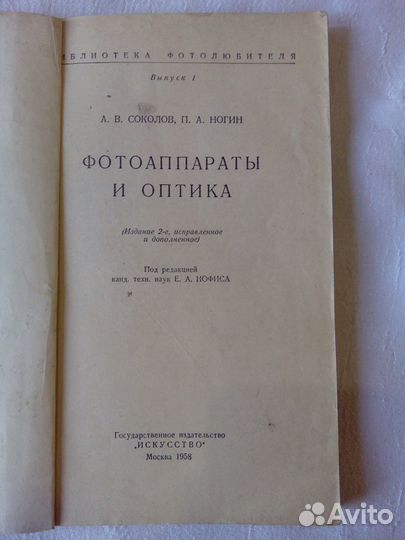 БИБЛИОТЕКА ФОТОЛЮБИТЕЛЯ
Выпуск I
А. В. СОКОЛОВ, П. А. НОГИН
ФОТОАППАРАТЫ
И ОПТИКА
(Издание 2-е, исправленное
и дополненное)
Под редакцией
канд. техн. наук Е. А. ИОФИСА
Государственное издательство
„ИСКУССТВО"
Москва 1958
Avito